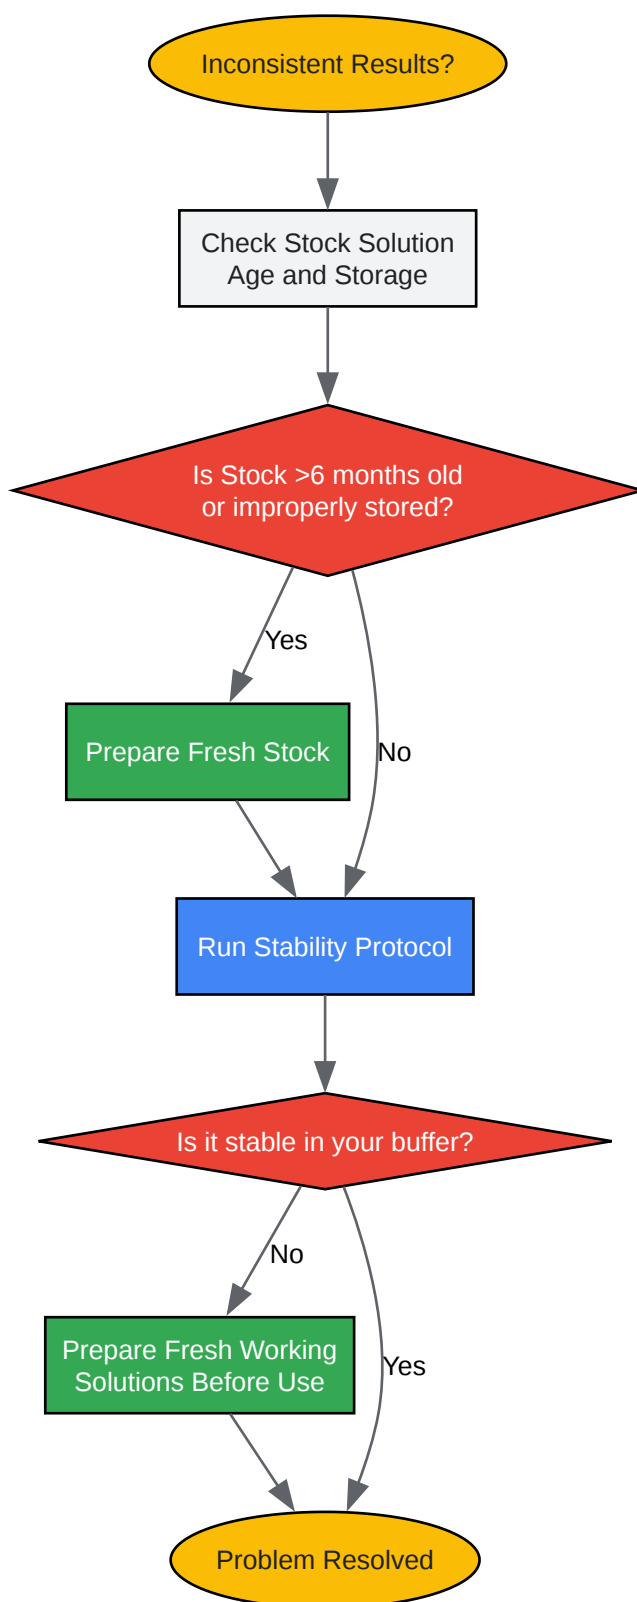 Inconsistent Results?
Check Stock Solution
Age and Storage
Is Stock >6 months old
or improperly stored?
Yes
Prepare Fresh Stock
No
Run Stability Protocol
Is it stable in your buffer?
No
Prepare Fresh Working
Solutions Before Use
Yes
Problem Resolved